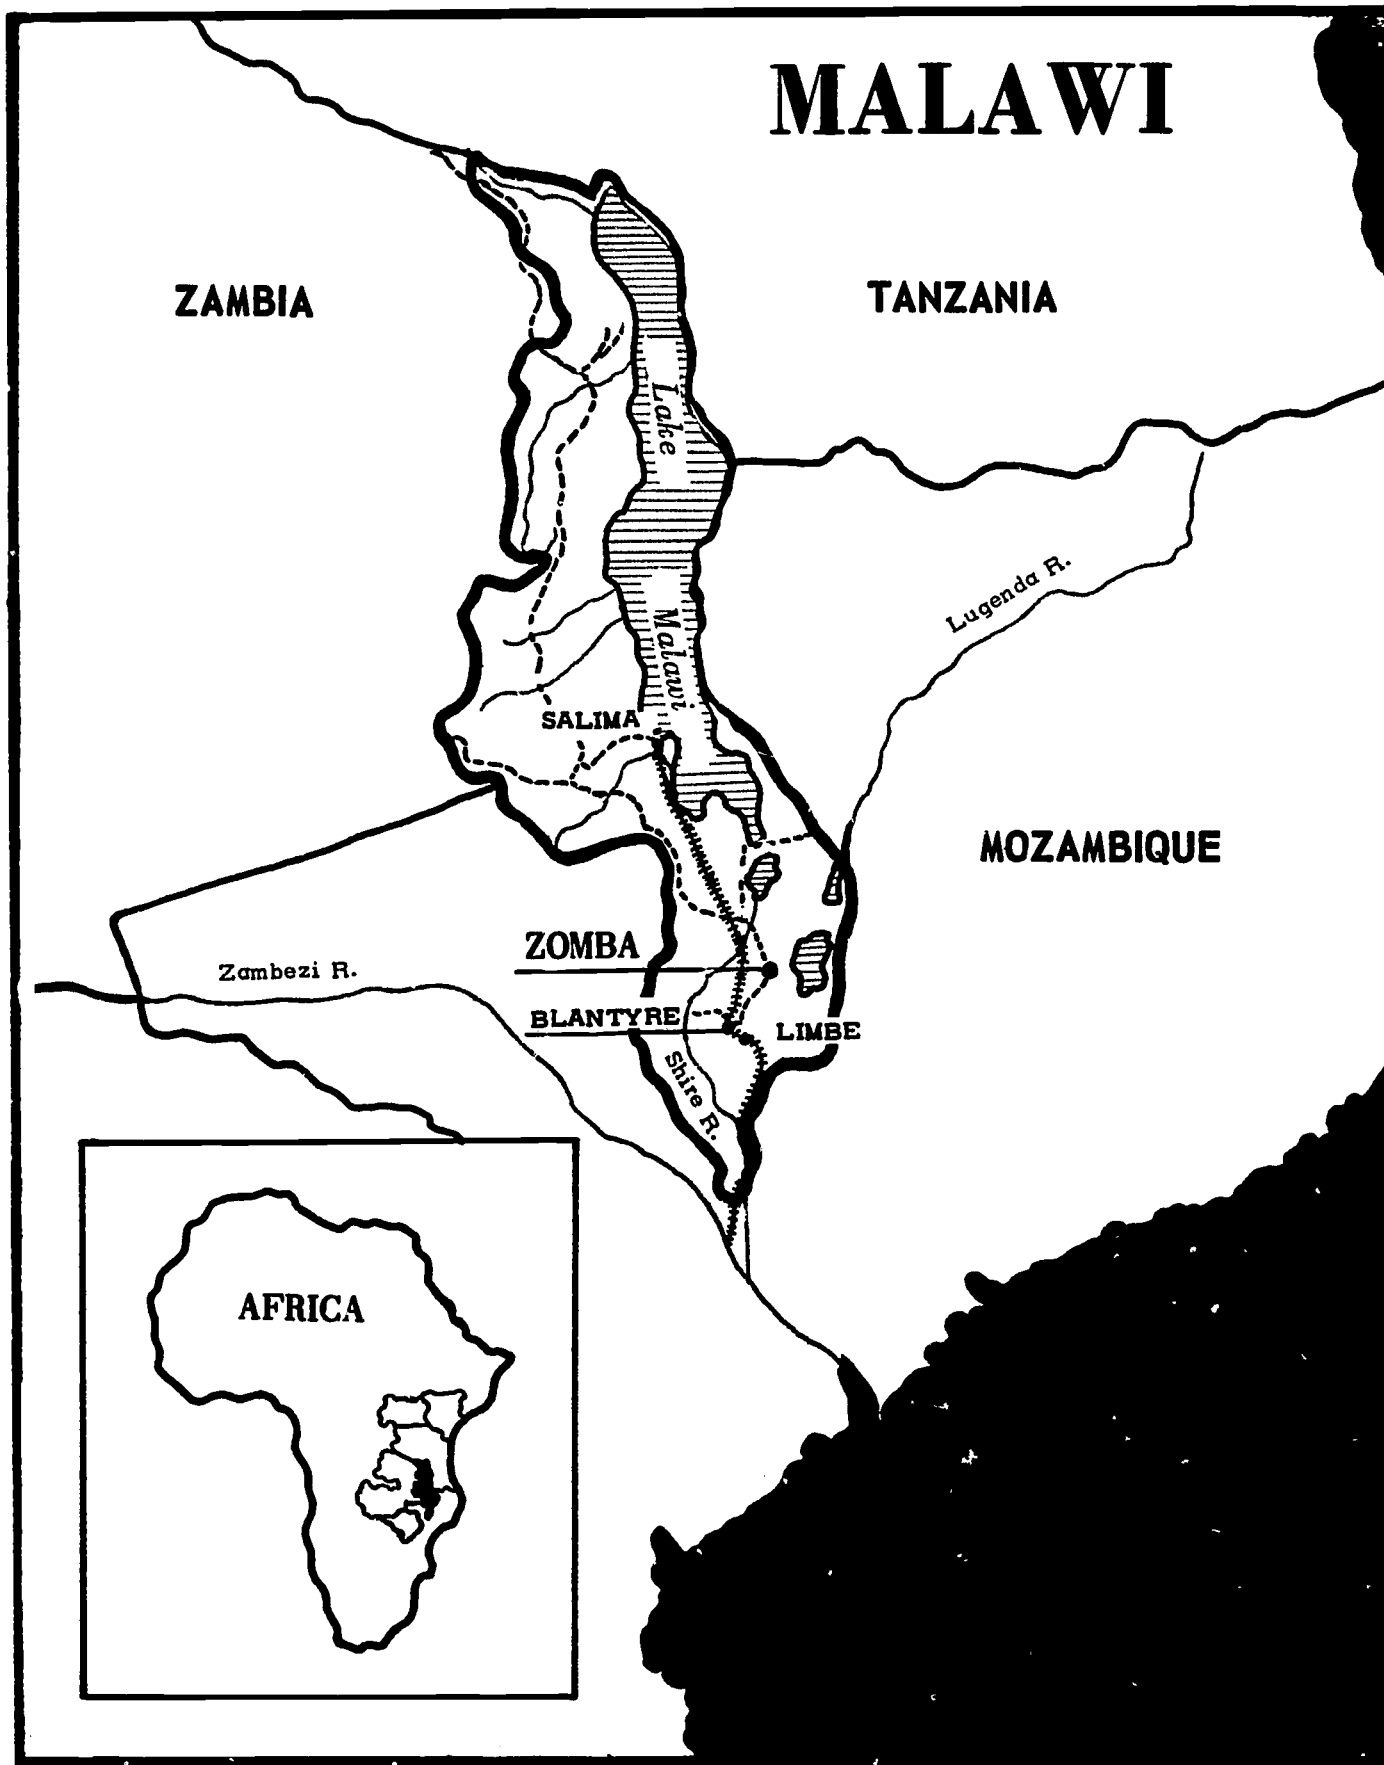 MALAWI
ZAMBIA
TANZANIA
Lake
Malawi
Lugenda R.
SALIMA
MOZAMBIQUE
ZOMBA
Zambezi R.
BLANTYRE
LIMBE
Shire R.
AFRICA